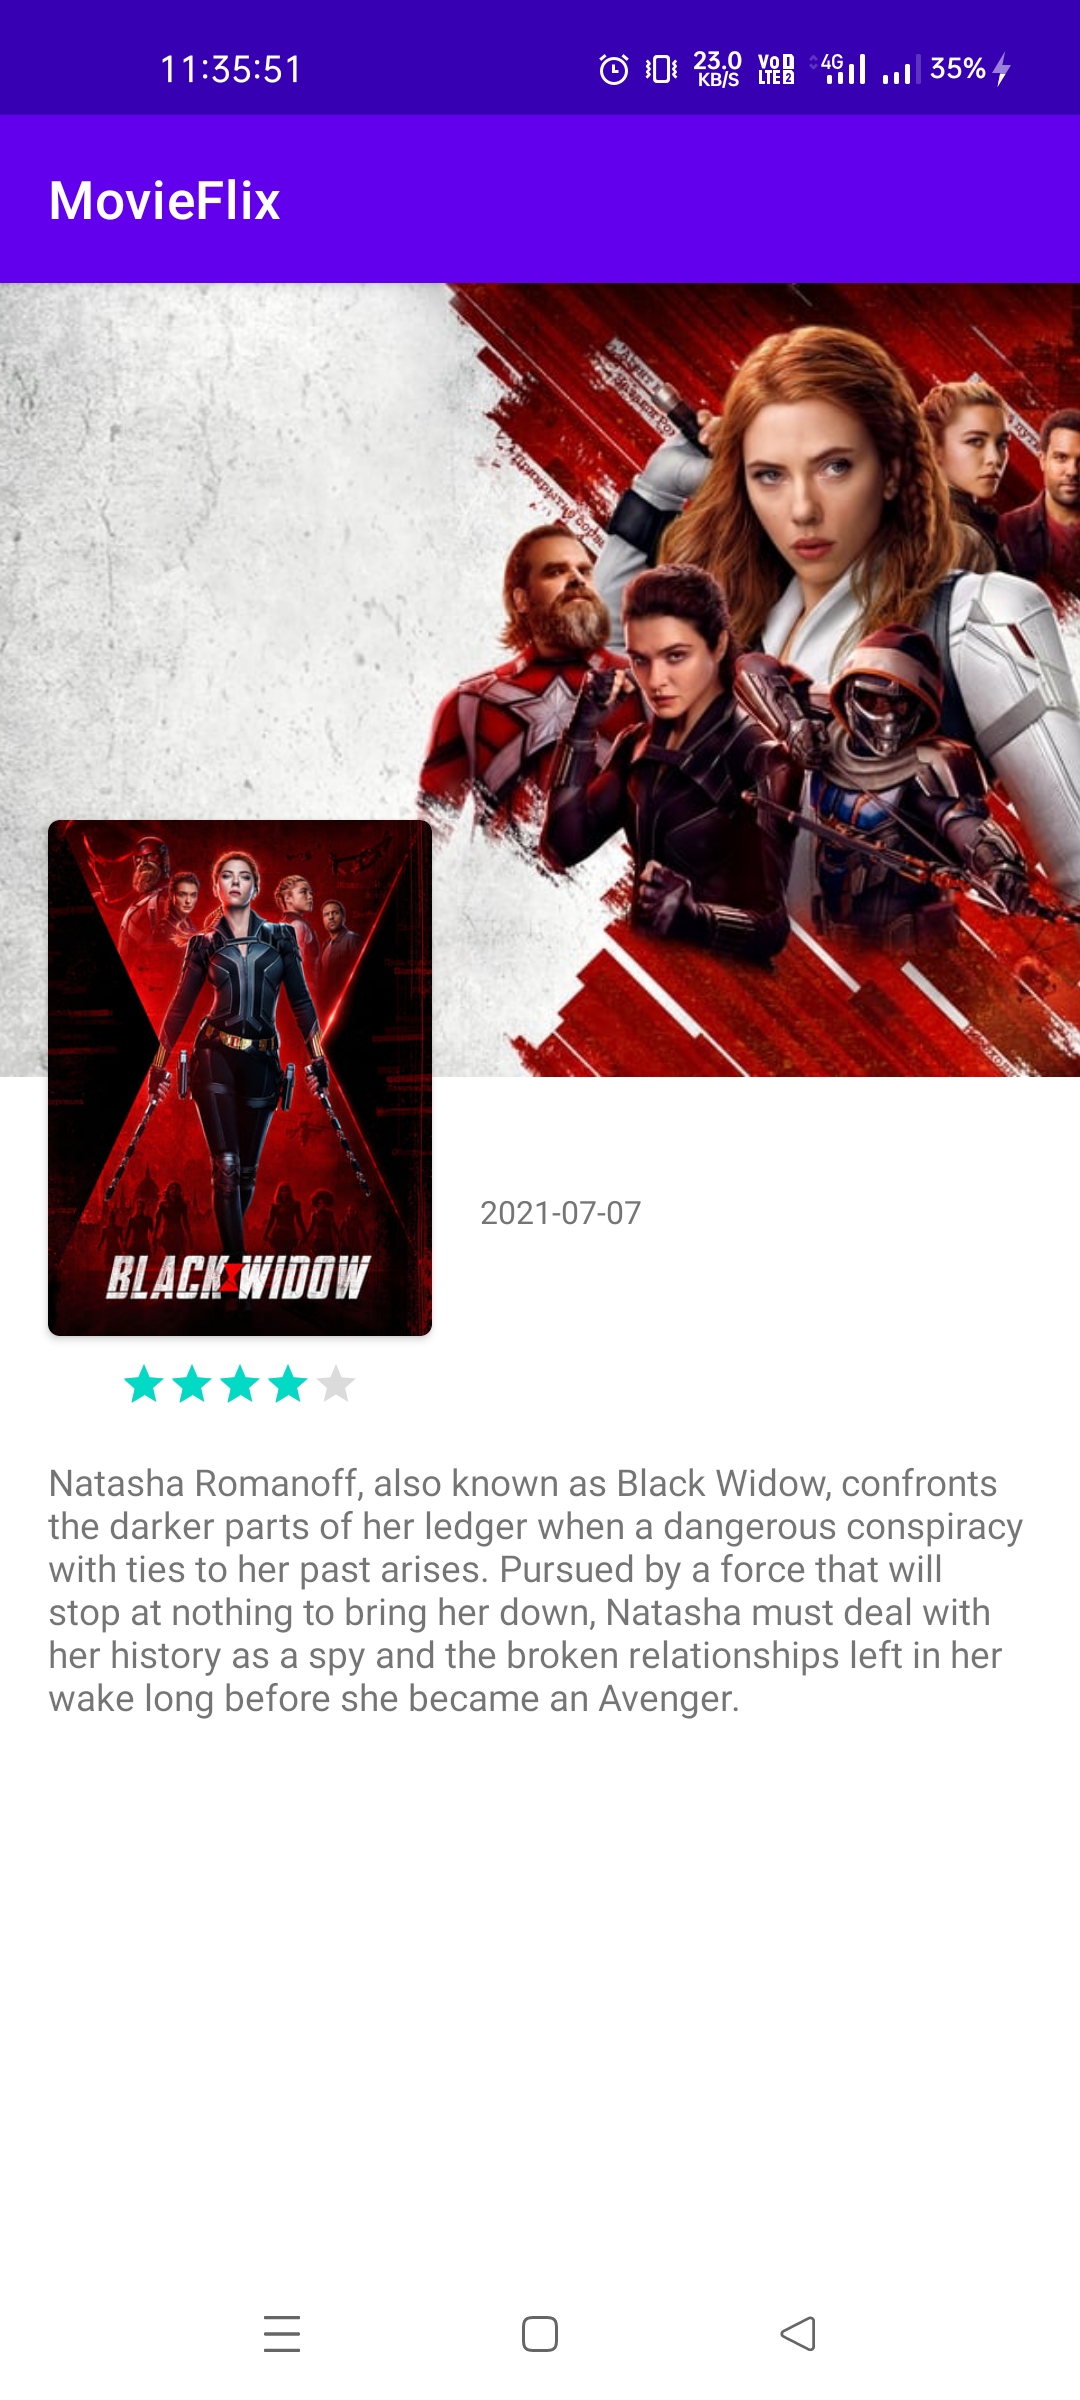 11:35:51
23.0 KB/S
VoD LTE 2
4G
35%
MovieFlix
BLACK WIDOW
2021-07-07
Natasha Romanoff, also known as Black Widow, confronts
the darker parts of her ledger when a dangerous conspiracy
with ties to her past arises. Pursued by a force that will
stop at nothing to bring her down, Natasha must deal with
her history as a spy and the broken relationships left in her
wake long before she became an Avenger.